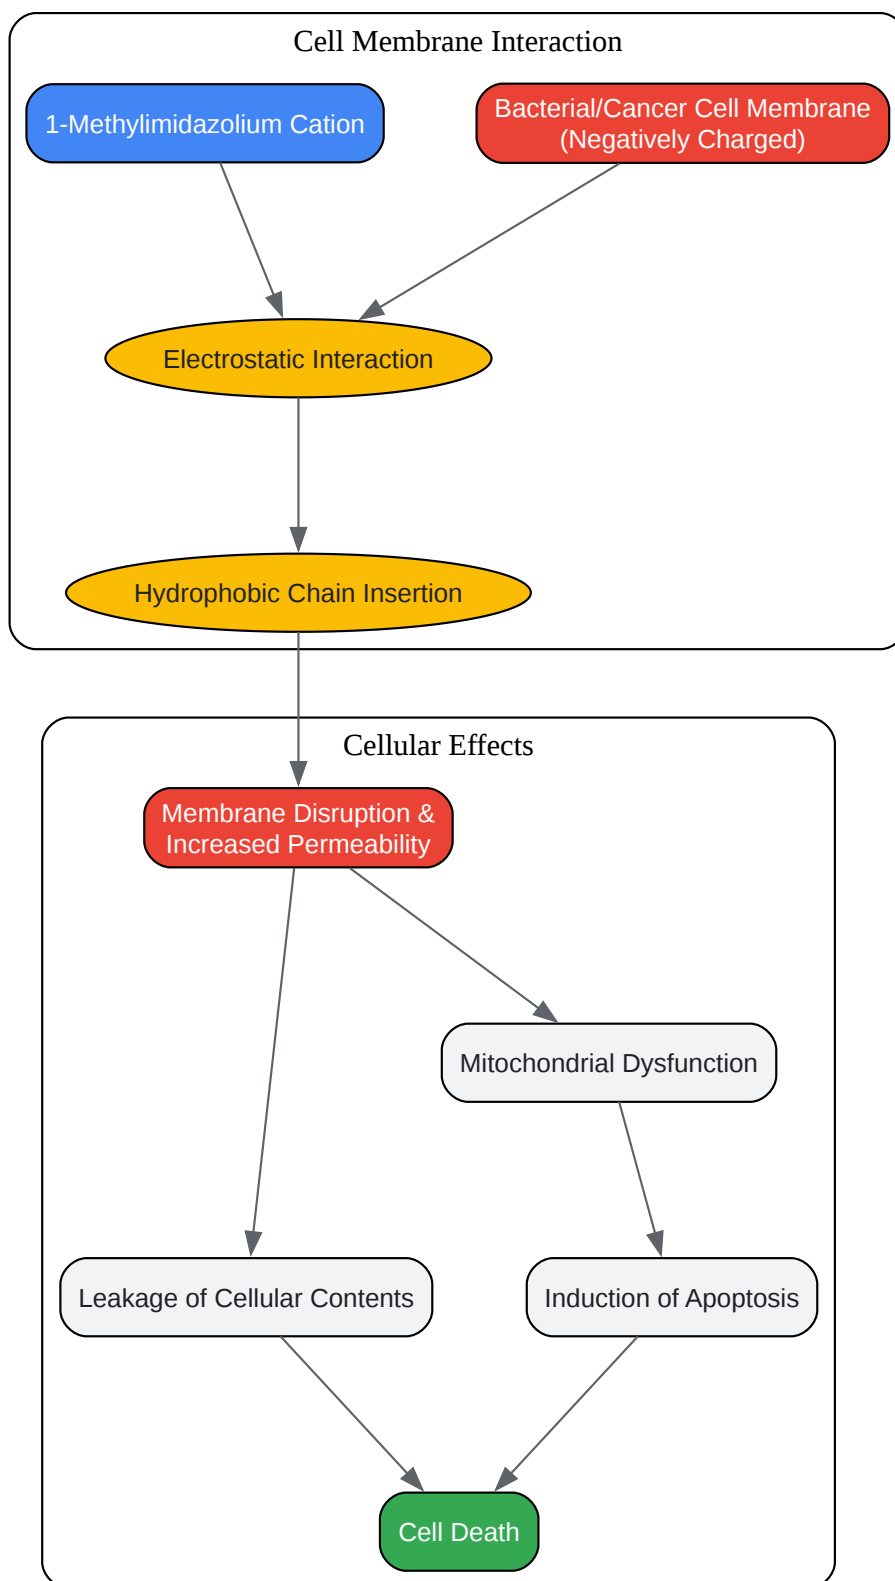 Cell Membrane Interaction
1-Methylimidazolium Cation
Bacterial/Cancer Cell Membrane
(Negatively Charged)
Electrostatic Interaction
Hydrophobic Chain Insertion
Cellular Effects
Membrane Disruption &
Increased Permeability
Mitochondrial Dysfunction
Leakage of Cellular Contents
Induction of Apoptosis
Cell Death